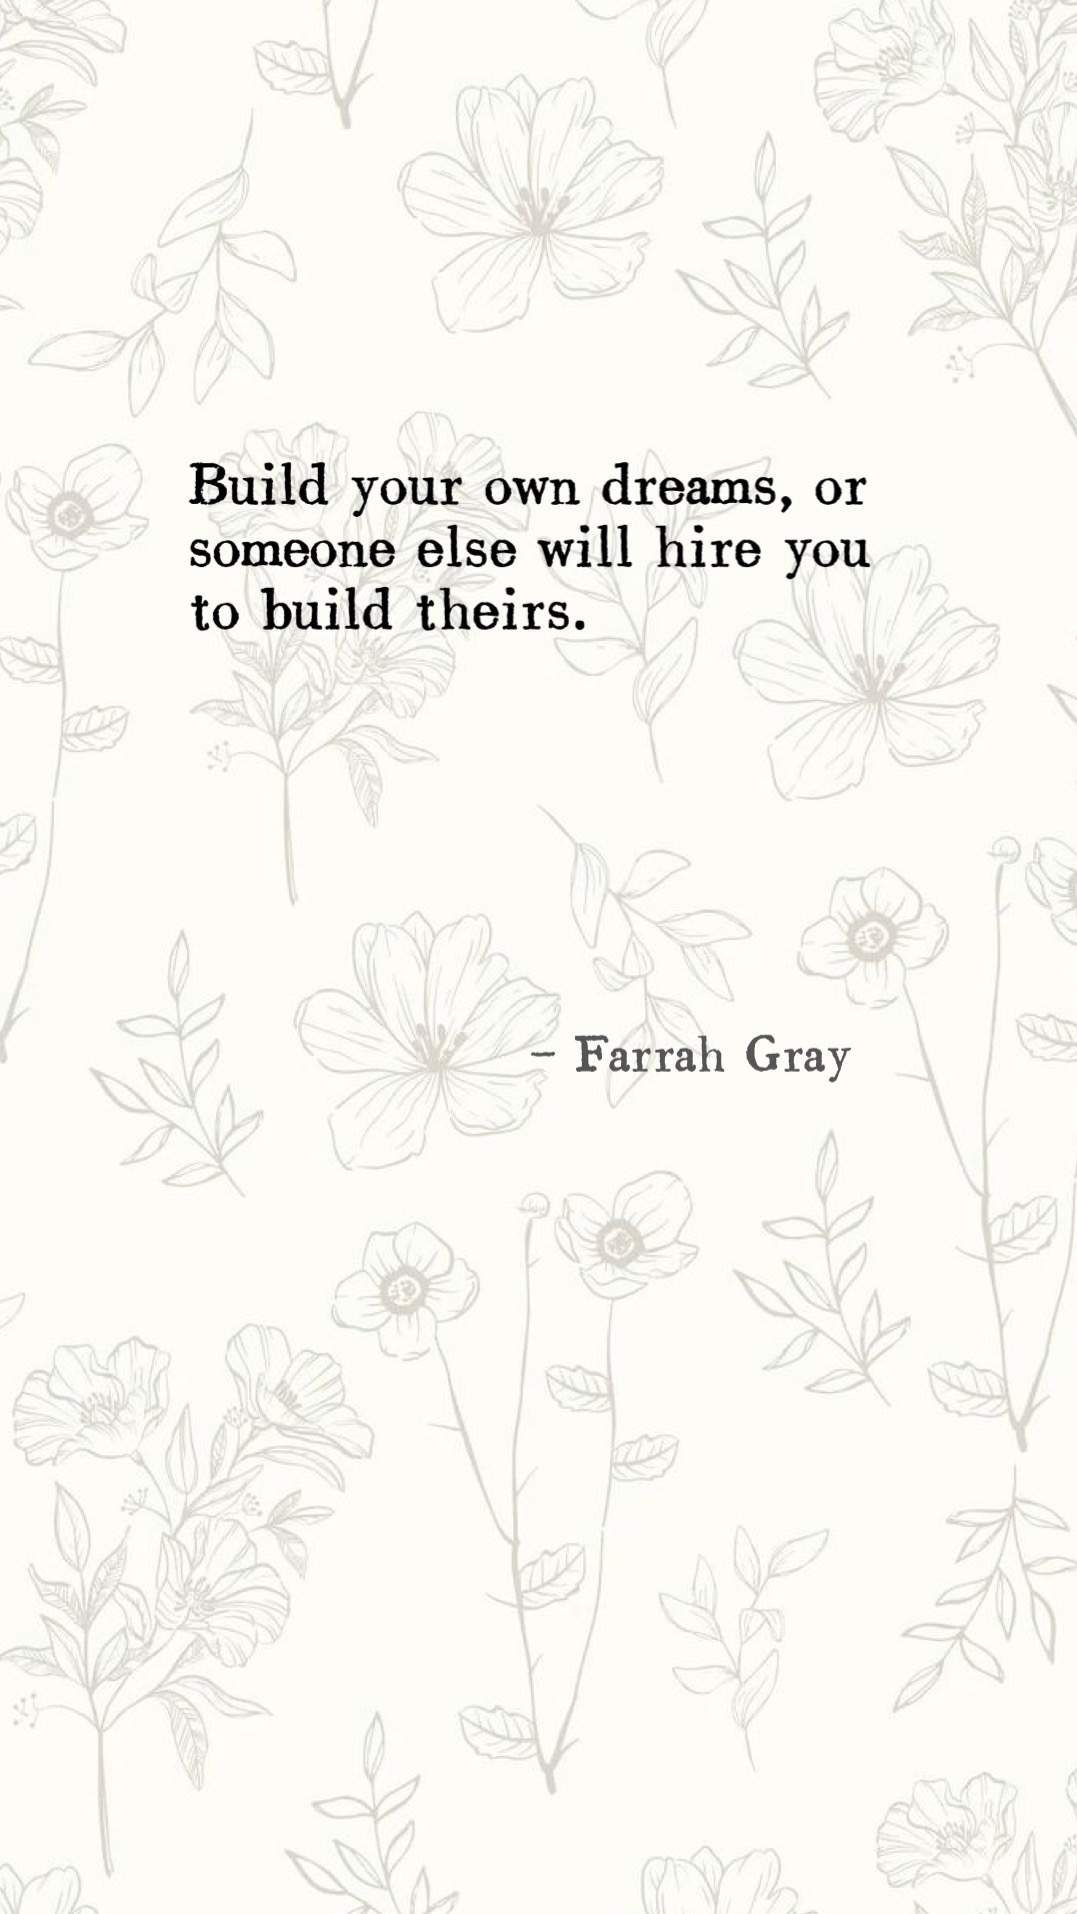 Build your own dreams, or
someone else will hire you
to build theirs.
– Farrah Gray